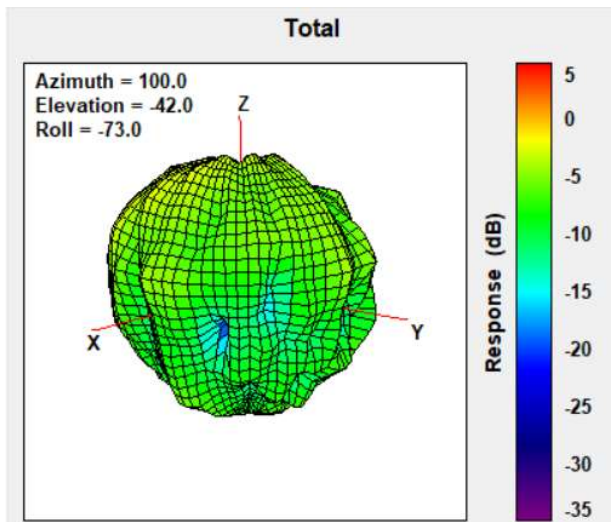 Total
Azimuth = 100.0
Elevation = -42.0
Roll = -73.0
Z
X
Y
Response (dB)
5
0
-5
-10
-15
-20
-25
-30
-35